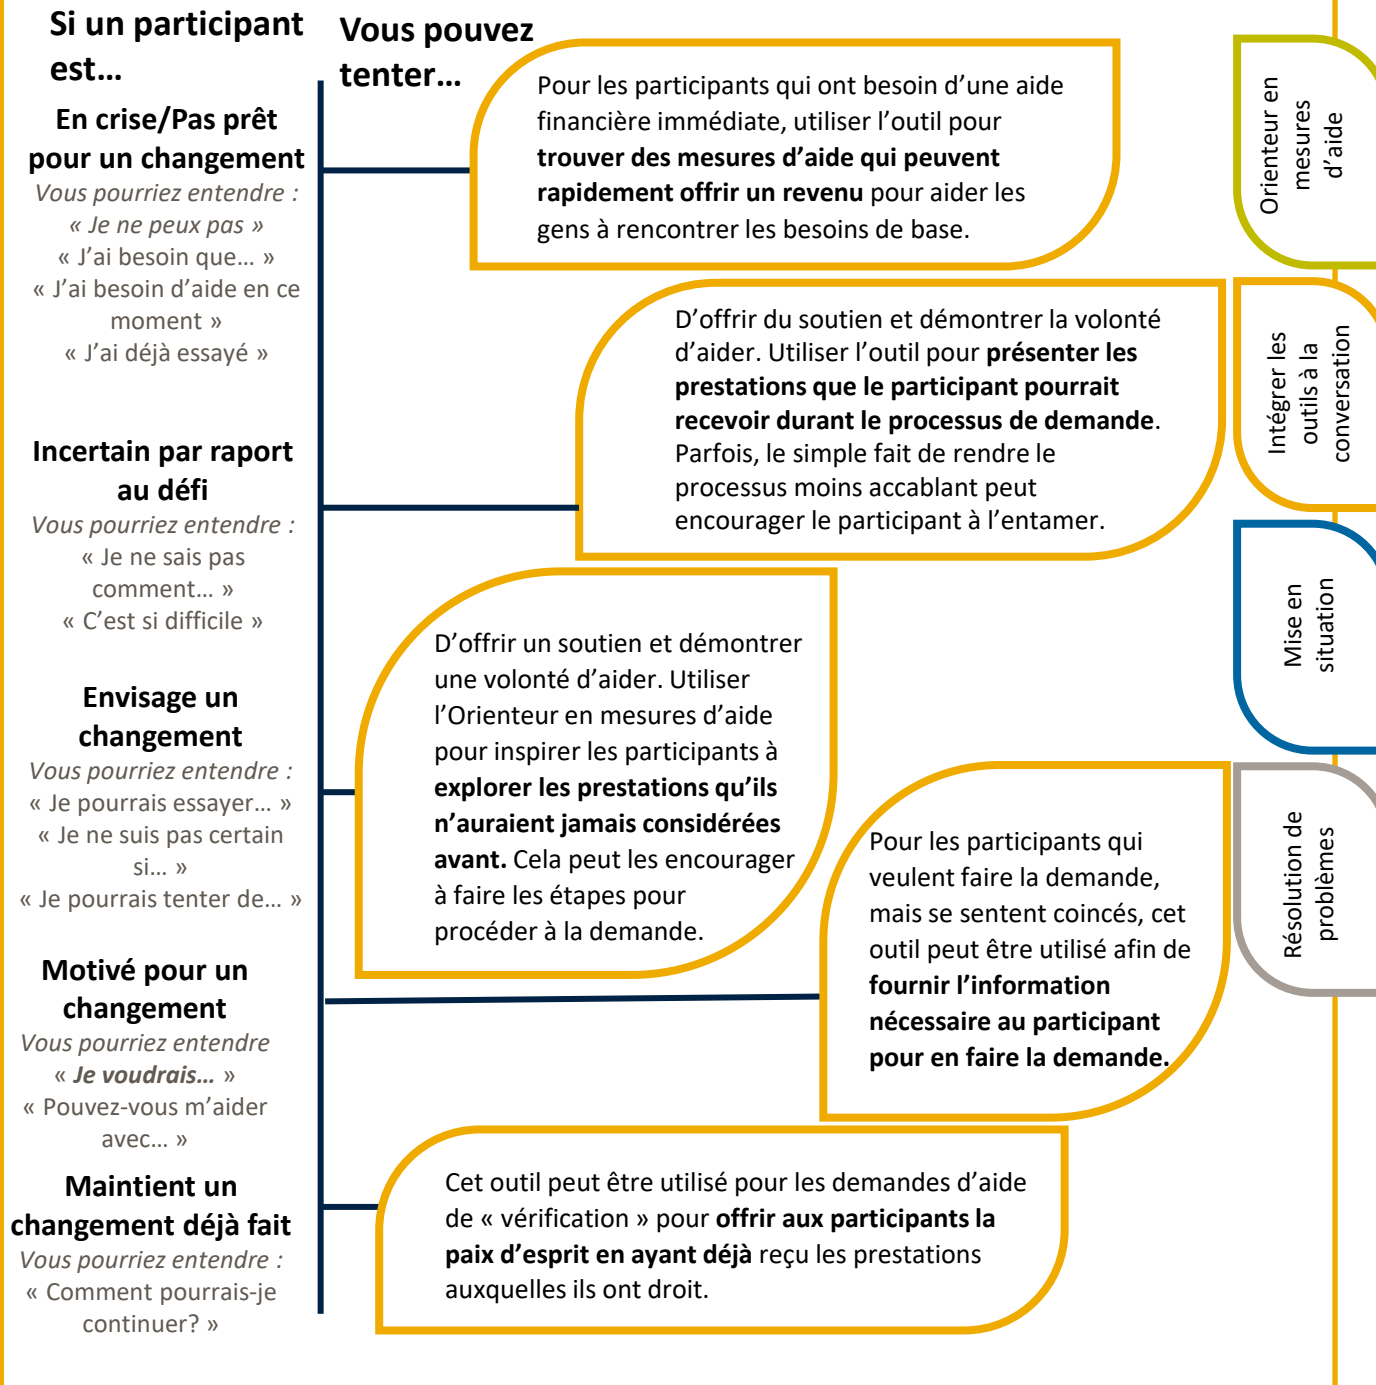 Si un participant
est...
Vous pouvez
tenter...
En crise/Pas prêt
pour un changement
Vous pourriez entendre :
« Je ne peux pas »
« J’ai besoin que… »
« J’ai besoin d’aide en ce
moment »
« J’ai déjà essayé »
Pour les participants qui ont besoin d’une aide
financière immédiate, utiliser l’outil pour
trouver des mesures d’aide qui peuvent
rapidement offrir un revenu pour aider les
gens à rencontrer les besoins de base.
Incertain par raport
au défi
Vous pourriez entendre :
« Je ne sais pas
comment… »
« C’est si difficile »
D’offrir du soutien et démontrer la volonté
d’aider. Utiliser l’outil pour présenter les
prestations que le participant pourrait
recevoir durant le processus de demande.
Parfois, le simple fait de rendre le
processus moins accablant peut
encourager le participant à l’entamer.
Envisage un
changement
Vous pourriez entendre :
« Je pourrais essayer… »
« Je ne suis pas certain
si… »
« Je pourrais tenter de… »
D’offrir un soutien et démontrer
une volonté d’aider. Utiliser
l’Orienteur en mesures d’aide
pour inspirer les participants à
explorer les prestations qu’ils
n’auraient jamais considérées
avant. Cela peut les encourager
à faire les étapes pour
procéder à la demande.
Motivé pour un
changement
Vous pourriez entendre
« Je voudrais… »
« Pouvez-vous m’aider
avec… »
Pour les participants qui
veulent faire la demande,
mais se sentent coincés, cet
outil peut être utilisé afin de
fournir l’information
nécessaire au participant
pour en faire la demande.
Maintient un
changement déjà fait
Vous pourriez entendre :
« Comment pourrais-je
continuer? »
Cet outil peut être utilisé pour les demandes d’aide
de « vérification » pour offrir aux participants la
paix d’esprit en ayant déjà reçu les prestations
auxquelles ils ont droit.
Orienteur en
mesures
d’aide
Intégrer les
outils à la
conversation
Mise en
situation
Résolution de
problèmes